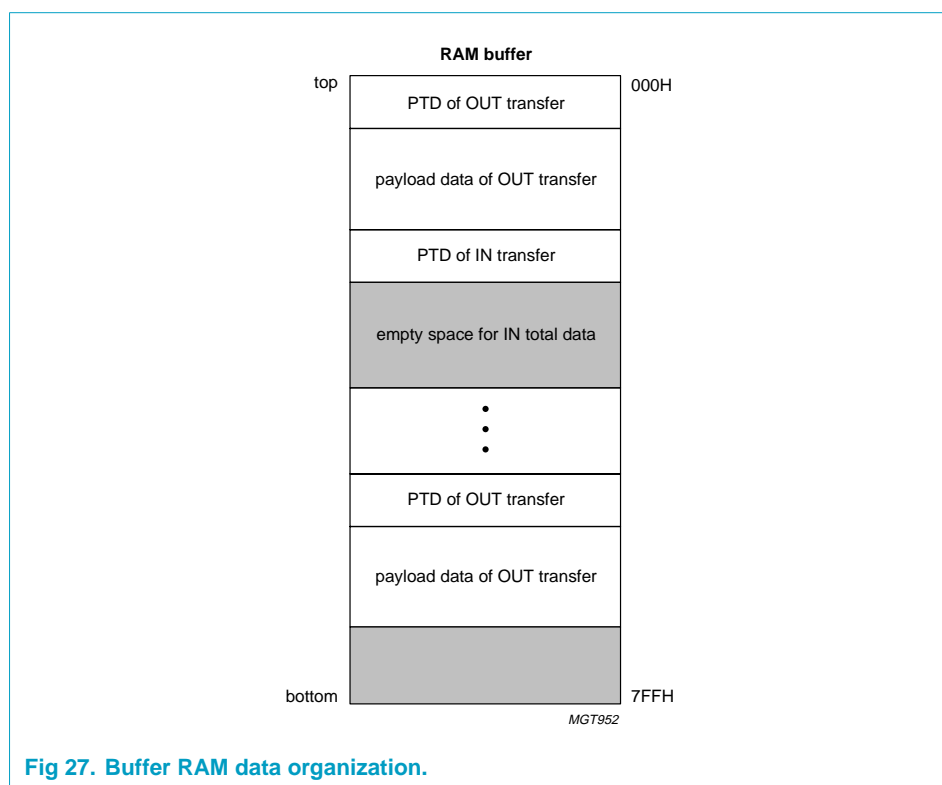 RAM buffer
top
000H
PTD of OUT transfer
payload data of OUT transfer
PTD of IN transfer
empty space for IN total data
PTD of OUT transfer
payload data of OUT transfer
bottom
7FFH
MGT952
Fig 27. Buffer RAM data organization.